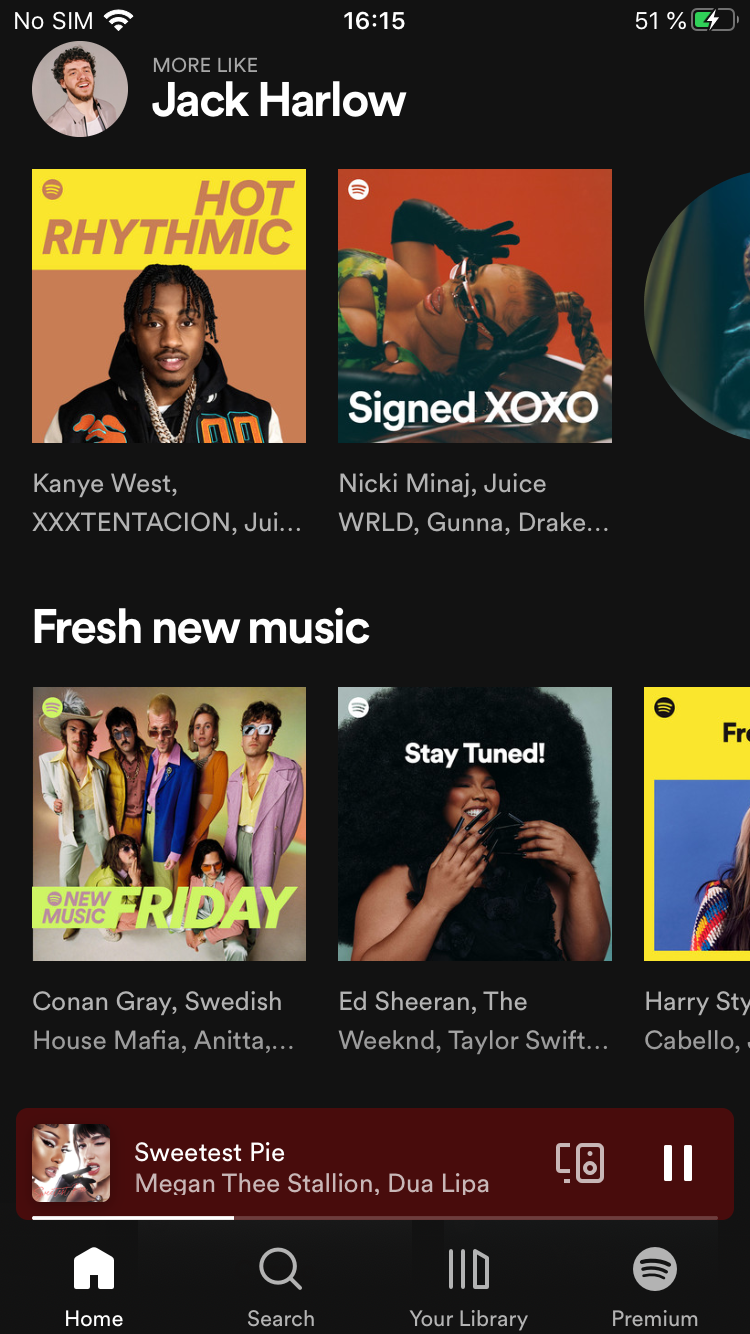 No SIM 16:15 51 %
MORE LIKE
Jack Harlow
HOT
RHYTHMIC
Signed XOXO
Kanye West,
XXXTENTACION, Jui...
Nicki Minaj, Juice
WRLD, Gunna, Drake...
Fresh new music
NEW
MUSIC FRIDAY
Stay Tuned!
Fre
Conan Gray, Swedish
House Mafia, Anitta,...
Ed Sheeran, The
Weeknd, Taylor Swift...
Harry Sty
Cabello,
Sweetest Pie
Megan Thee Stallion, Dua Lipa
Home
Search
Your Library
Premium